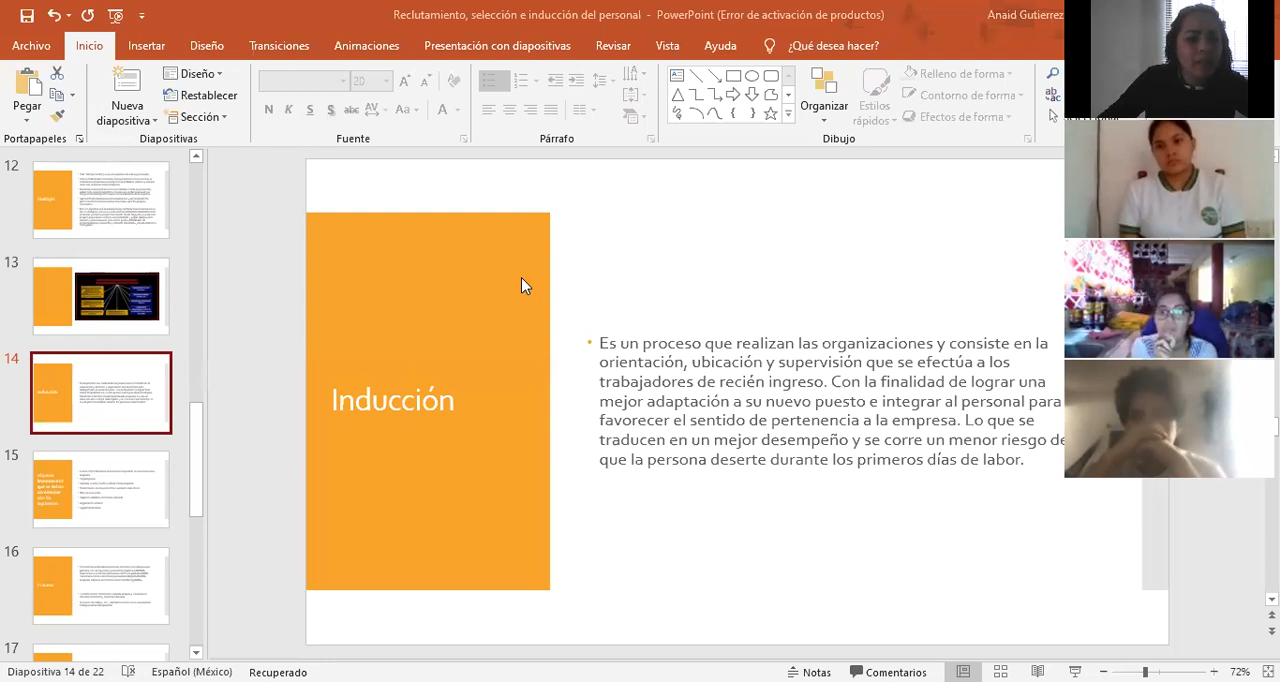 Reclutamiento, selección e inducción del personal - PowerPoint (Error de activación de productos)
Anaid Gutierrez
Archivo
Inicio
Insertar
Diseño
Transiciones
Animaciones
Presentación con diapositivas
Revisar
Vista
Ayuda
¿Qué desea hacer?
Pegar
Nueva
diapositiva
Diseño
Restablecer
Sección
20
Organizar
Estilos
rápidos
Relleno de forma
Contorno de forma
Efectos de forma
Portapapeles
Diapositivas
Fuente
Párrafo
Dibujo
12
13
14
15
16
17
Inducción
Es un proceso que realizan las organizaciones y consiste en la
orientación, ubicación y supervisión que se efectúa a los
trabajadores de recién ingreso. Con la finalidad de lograr una
mejor adaptación a su nuevo puesto e integrar al personal para
favorecer el sentido de pertenencia a la empresa. Lo que se
traducen en un mejor desempeño y se corre un menor riesgo de
que la persona deserte durante los primeros días de labor.
Diapositiva 14 de 22
Español (México)
Recuperado
Notas
Comentarios
72%